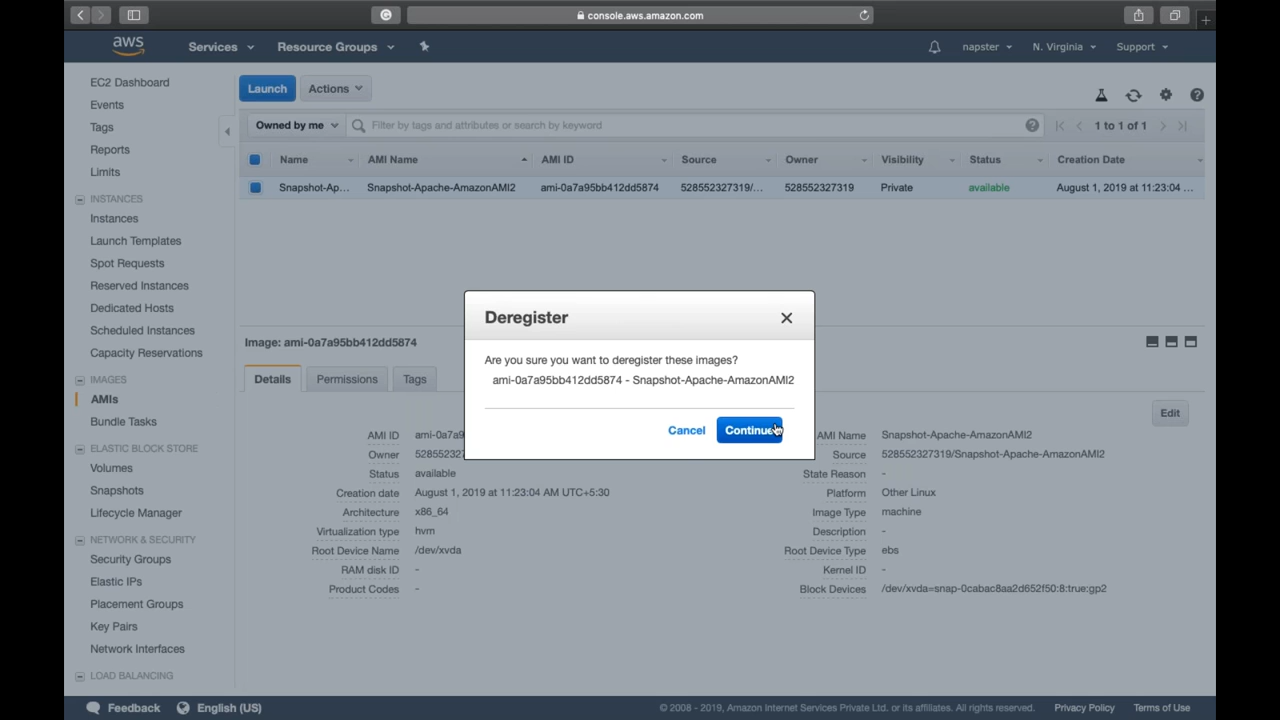 console.aws.amazon.com
aws
Services
Resource Groups
napster
N. Virginia
Support
EC2 Dashboard
Events
Tags
Reports
Limits
INSTANCES
Instances
Launch Templates
Spot Requests
Reserved Instances
Dedicated Hosts
Scheduled Instances
Capacity Reservations
IMAGES
AMIs
Bundle Tasks
ELASTIC BLOCK STORE
Volumes
Snapshots
Lifecycle Manager
NETWORK & SECURITY
Security Groups
Elastic IPs
Placement Groups
Key Pairs
Network Interfaces
LOAD BALANCING
Launch
Actions
Owned by me
Filter by tags and attributes or search by keyword
1 to 1 of 1
Name AMI Name AMI ID Source Owner Visibility Status Creation Date
Snapshot-Ap... Snapshot-Apache-AmazonAMI2 ami-0a7a95bb412dd5874 528552327319/... 528552327319 Private available August 1, 2019 at 11:23:04 ...
Deregister
Are you sure you want to deregister these images?
ami-0a7a95bb412dd5874 - Snapshot-Apache-AmazonAMI2
Cancel
Continue
Image: ami-0a7a95bb412dd5874
Details
Permissions
Tags
Edit
AMI ID ami-0a7a9
Owner 528552
Status available
Creation date August 1, 2019 at 11:23:04 AM UTC+5:30
Architecture x86_64
Virtualization type hvm
Root Device Name /dev/xvda
RAM disk ID -
Product Codes -
AMI Name Snapshot-Apache-AmazonAMI2
Source 528552327319/Snapshot-Apache-AmazonAMI2
State Reason -
Platform Other Linux
Image Type machine
Description -
Root Device Type ebs
Kernel ID -
Block Devices /dev/xvda=snap-0cabac8aa2d652f50:8:true:gp2
Feedback
English (US)
© 2008 - 2019, Amazon Internet Services Private Ltd. or its affiliates. All rights reserved.
Privacy Policy
Terms of Use